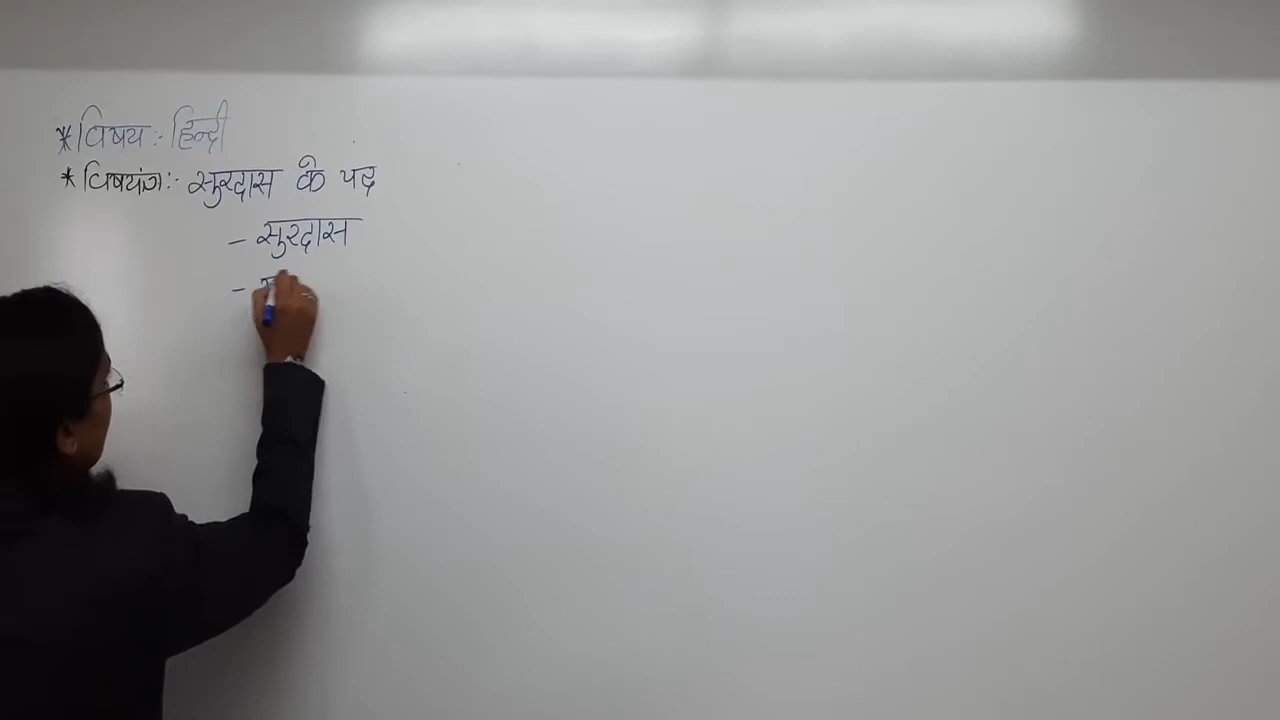 * विषय :- हिन्दी
* विषयांश :- सुरदास के पद
- सुरदास
-